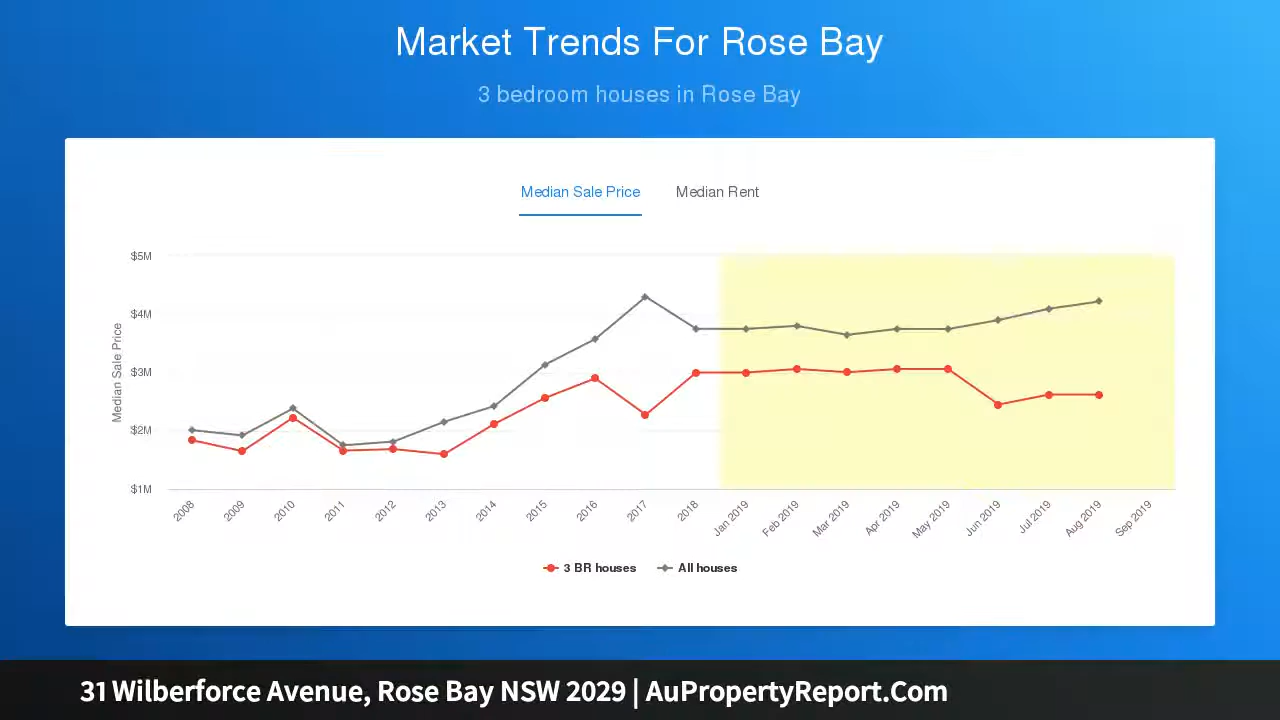 Market Trends For Rose Bay
3 bedroom houses in Rose Bay
Median Sale Price Median Rent
$5M
$4M
$3M
$2M
$1M
Median Sale Price
2008 2009 2010 2011 2012 2013 2014 2015 2016 2017 2018 Jan 2019 Feb 2019 Mar 2019 Apr 2019 May 2019 Jun 2019 Jul 2019 Aug 2019 Sep 2019
3 BR houses All houses
31 Wilberforce Avenue, Rose Bay NSW 2029 | AuPropertyReport.Com